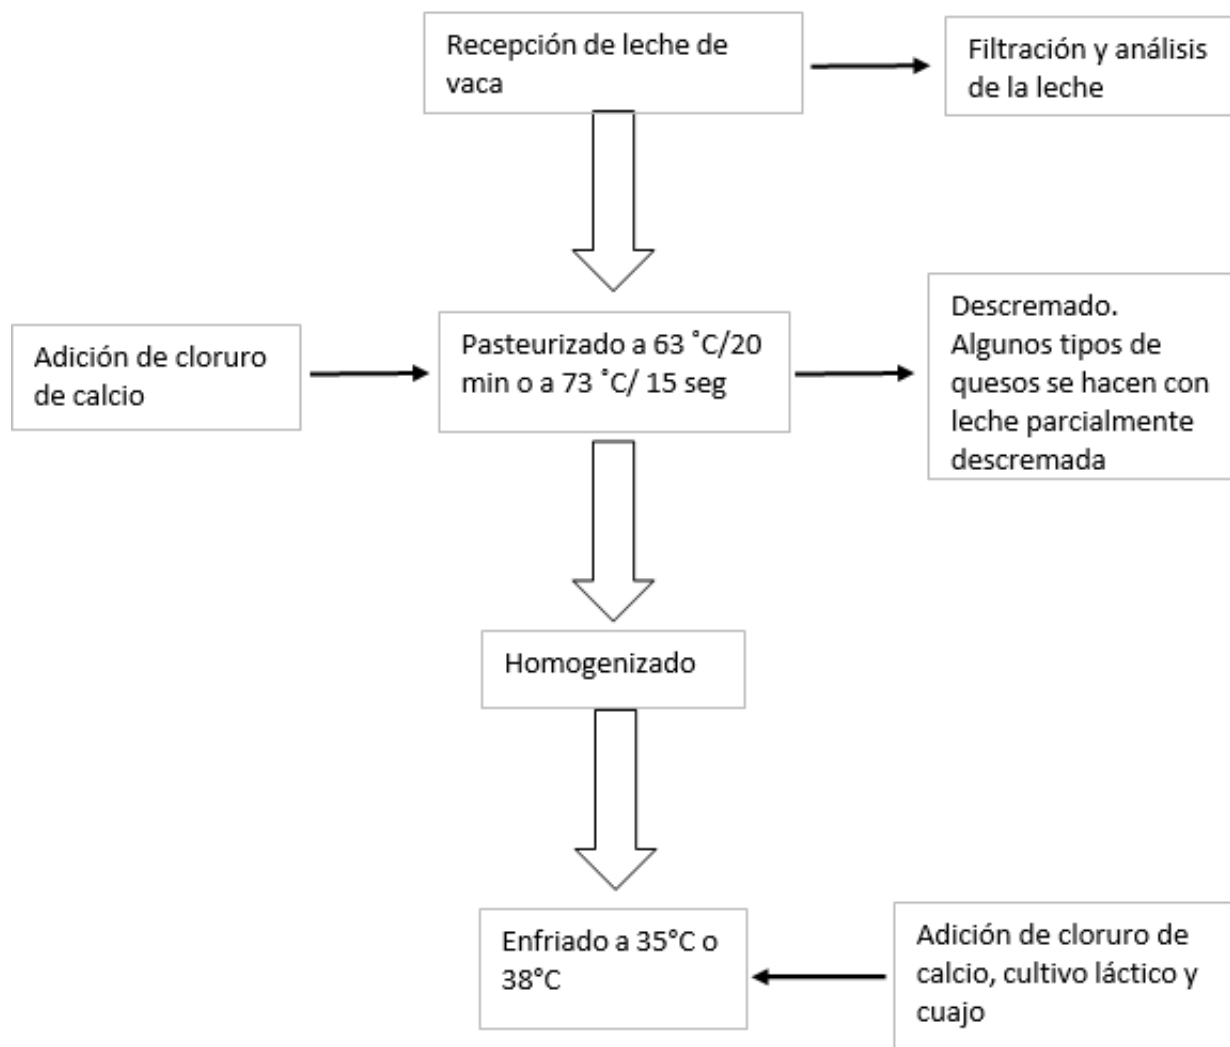 Recepción de leche de
vaca
Filtración y análisis
de la leche
Adición de cloruro
de calcio
Pasteurizado a 63 ˚C/20
min o a 73 ˚C/ 15 seg
Descremado.
Algunos tipos de
quesos se hacen con
leche parcialmente
descremada
Homogenizado
Enfriado a 35°C o
38°C
Adición de cloruro de
calcio, cultivo láctico y
cuajo